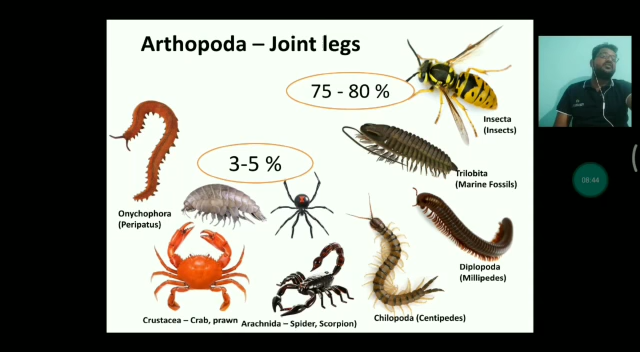 Arthopoda – Joint legs
75 - 80 %
Insecta
(Insects)
3-5 %
Trilobita
(Marine Fossils)
Onychophora
(Peripatus)
Diplopoda
(Millipedes)
Crustacea – Crab, prawn
Arachnida – Spider, Scorpion)
Chilopoda (Centipedes)
08:44